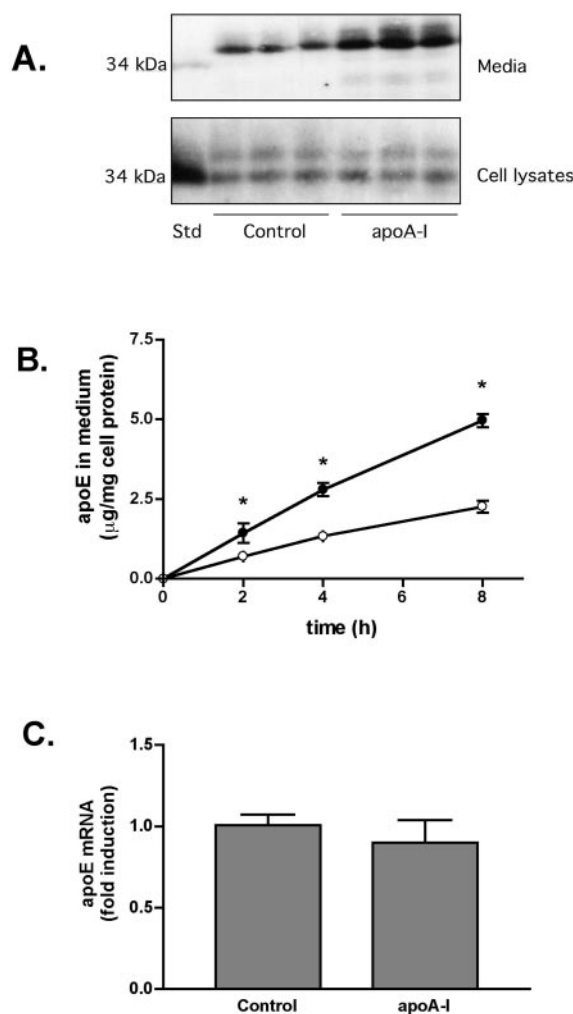 A.
34 kDa
Media
34 kDa
Cell lysates
Std Control apoA-I
B.
apoE in medium
(μg/mg cell protein)
7.5
5.0
2.5
0.0
* * *
0 2 4 6 8
time (h)
C.
apoE mRNA
(fold induction)
1.5
1.0
0.5
0.0
Control apoA-I